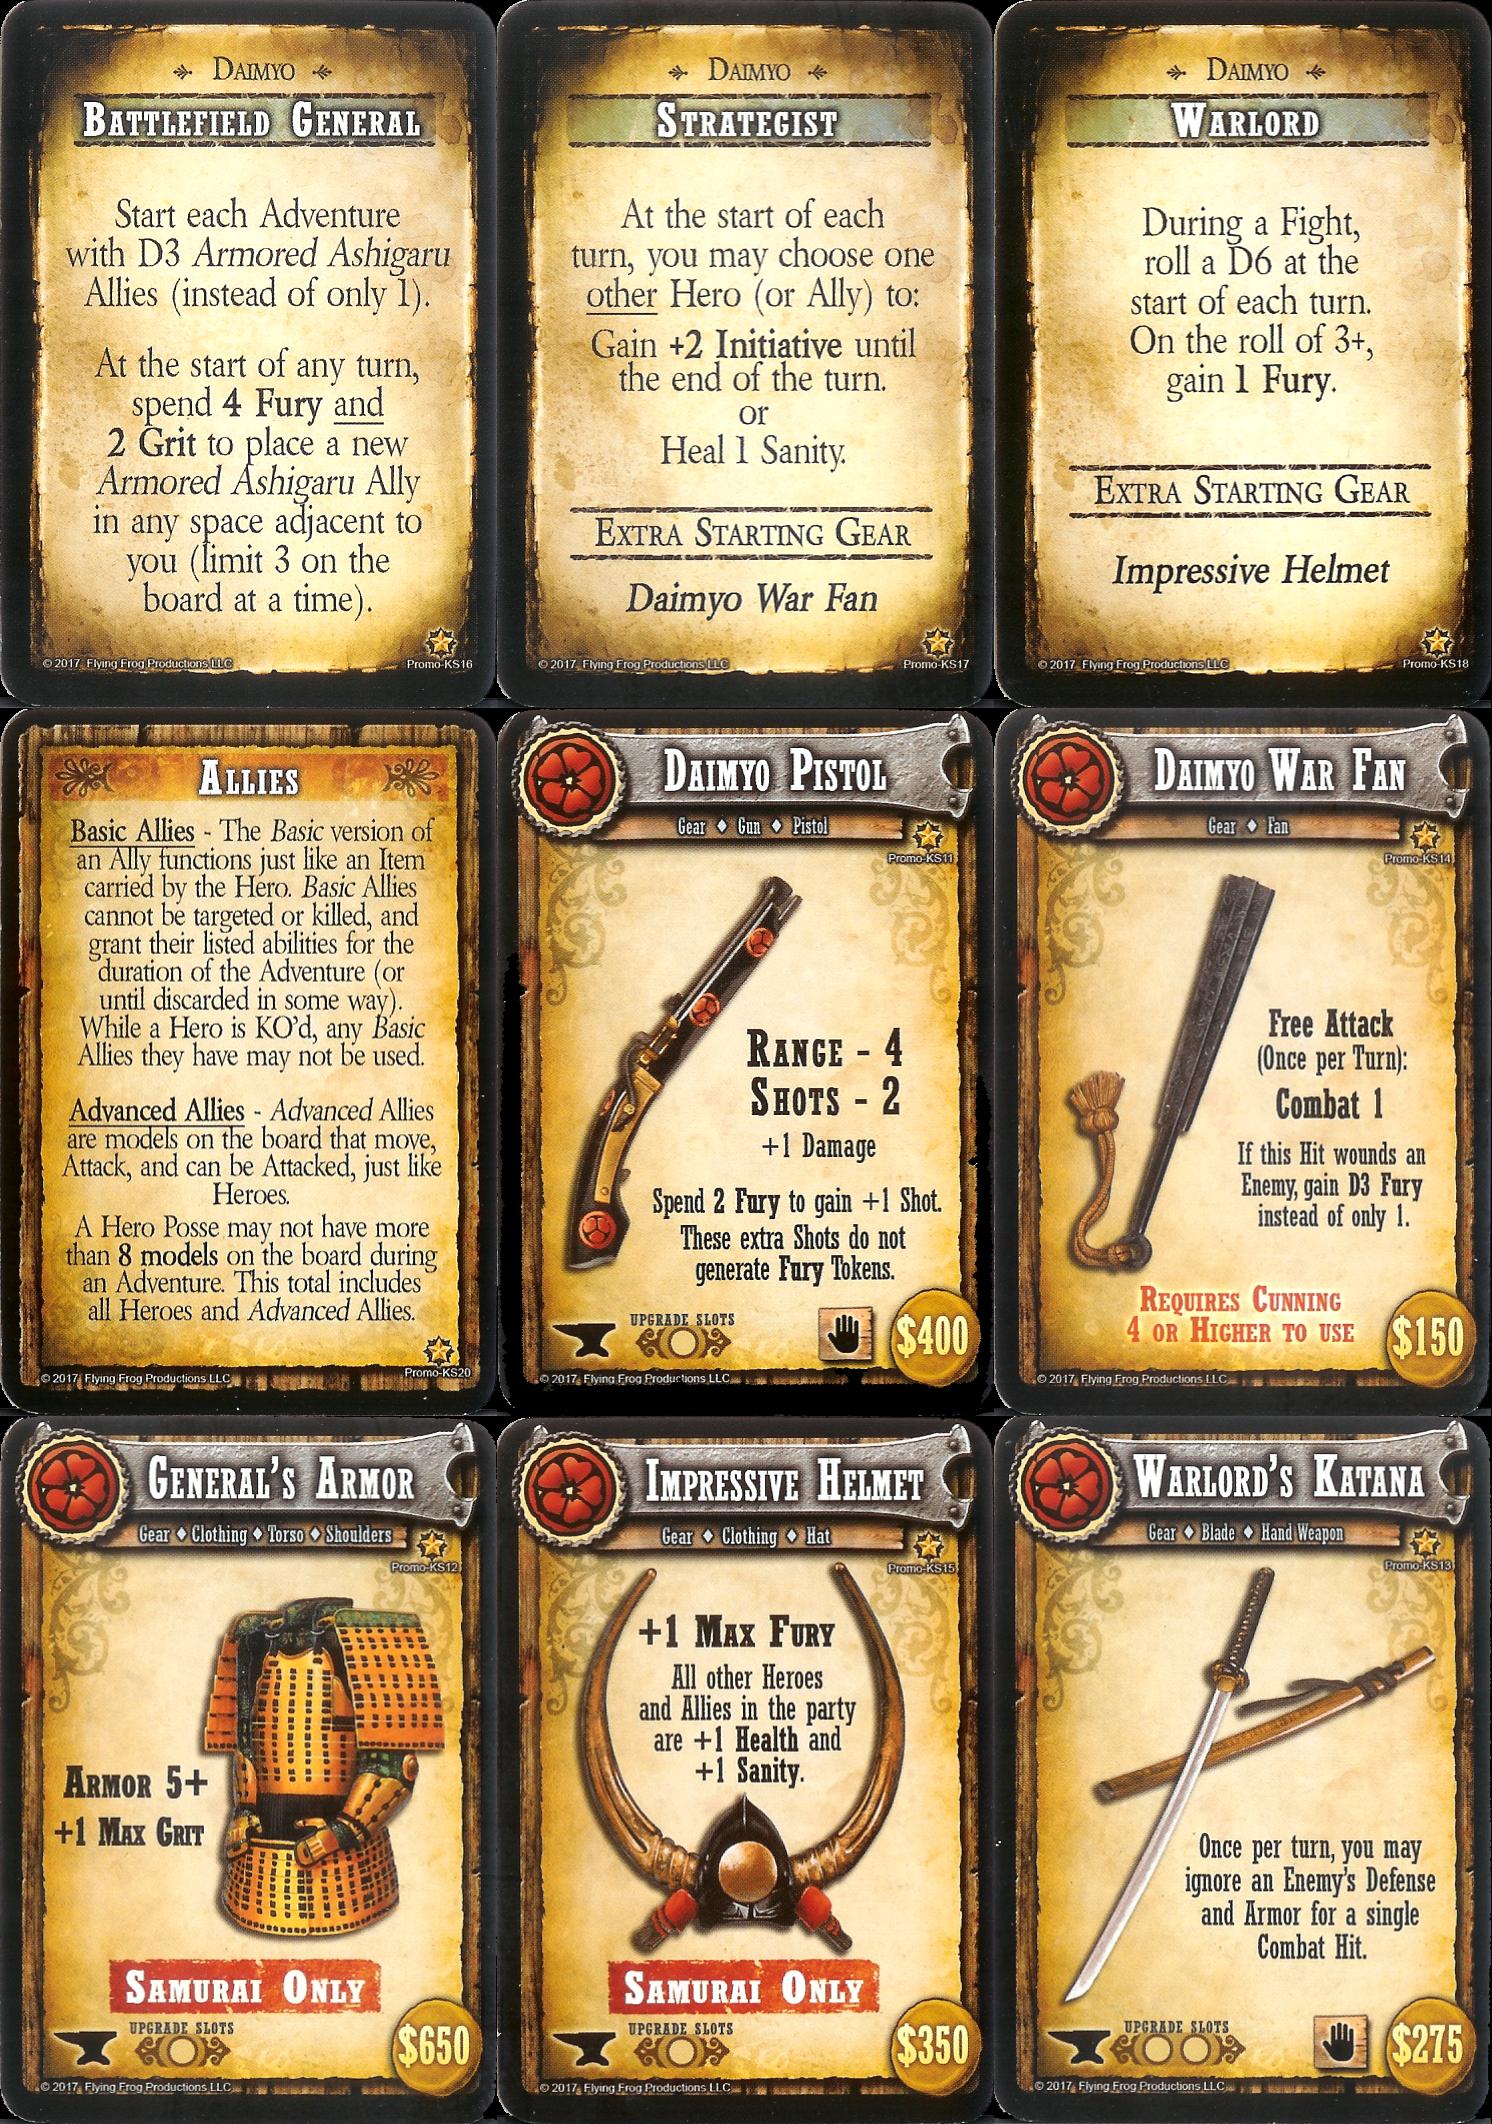 DAIMYO
BATTLEFIELD GENERAL
Start each Adventure
with D3 Armored Ashigaru
Allies (instead of only 1).
At the start of any turn,
spend 4 Fury and
2 Grit to place a new
Armored Ashigaru Ally
in any space adjacent to
you (limit 3 on the
board at a time).
© 2017 Flying Frog Productions LLC
Promo-KS16
DAIMYO
STRATEGIST
At the start of each
turn, you may choose one
other Hero (or Ally) to:
Gain +2 Initiative until
the end of the turn.
or
Heal 1 Sanity.
EXTRA STARTING GEAR
Daimyo War Fan
© 2017 Flying Frog Productions LLC
Promo-KS17
DAIMYO
WARLORD
During a Fight,
roll a D6 at the
start of each turn.
On the roll of 3+,
gain 1 Fury.
EXTRA STARTING GEAR
Impressive Helmet
© 2017 Flying Frog Productions LLC
Promo-KS18
ALLIES
Basic Allies - The Basic version of
an Ally functions just like an Item
carried by the Hero. Basic Allies
cannot be targeted or killed, and
grant their listed abilities for the
duration of the Adventure (or
until discarded in some way).
While a Hero is KO'd, any Basic
Allies they have may not be used.
Advanced Allies - Advanced Allies
are models on the board that move,
Attack, and can be Attacked, just like
Heroes.
A Hero Posse may not have more
than 8 models on the board during
an Adventure. This total includes
all Heroes and Advanced Allies.
© 2017 Flying Frog Productions LLC
Promo-KS20
DAIMYO PISTOL
Gear ♦ Gun ♦ Pistol
Promo-KS11
RANGE - 4
SHOTS - 2
+1 Damage
Spend 2 Fury to gain +1 Shot.
These extra Shots do not
generate Fury Tokens.
UPGRADE SLOTS
$400
© 2017 Flying Frog Productions LLC
DAIMYO WAR FAN
Gear ♦ Fan
Promo-KS14
Free Attack
(Once per Turn):
Combat 1
If this Hit wounds an
Enemy, gain D3 Fury
instead of only 1.
REQUIRES CUNNING
4 OR HIGHER TO USE
$150
© 2017 Flying Frog Productions LLC
GENERAL'S ARMOR
Gear ♦ Clothing ♦ Torso ♦ Shoulders
Promo-KS12
ARMOR 5+
+1 MAX GRIT
SAMURAI ONLY
UPGRADE SLOTS
$650
© 2017 Flying Frog Productions LLC
IMPRESSIVE HELMET
Gear ♦ Clothing ♦ Hat
Promo-KS15
+1 MAX FURY
All other Heroes
and Allies in the party
are +1 Health and
+1 Sanity.
SAMURAI ONLY
UPGRADE SLOTS
$350
© 2017 Flying Frog Productions LLC
WARLORD'S KATANA
Gear ♦ Blade ♦ Hand Weapon
Promo-KS13
Once per turn, you may
ignore an Enemy's Defense
and Armor for a single
Combat Hit.
UPGRADE SLOTS
$275
© 2017 Flying Frog Productions LLC